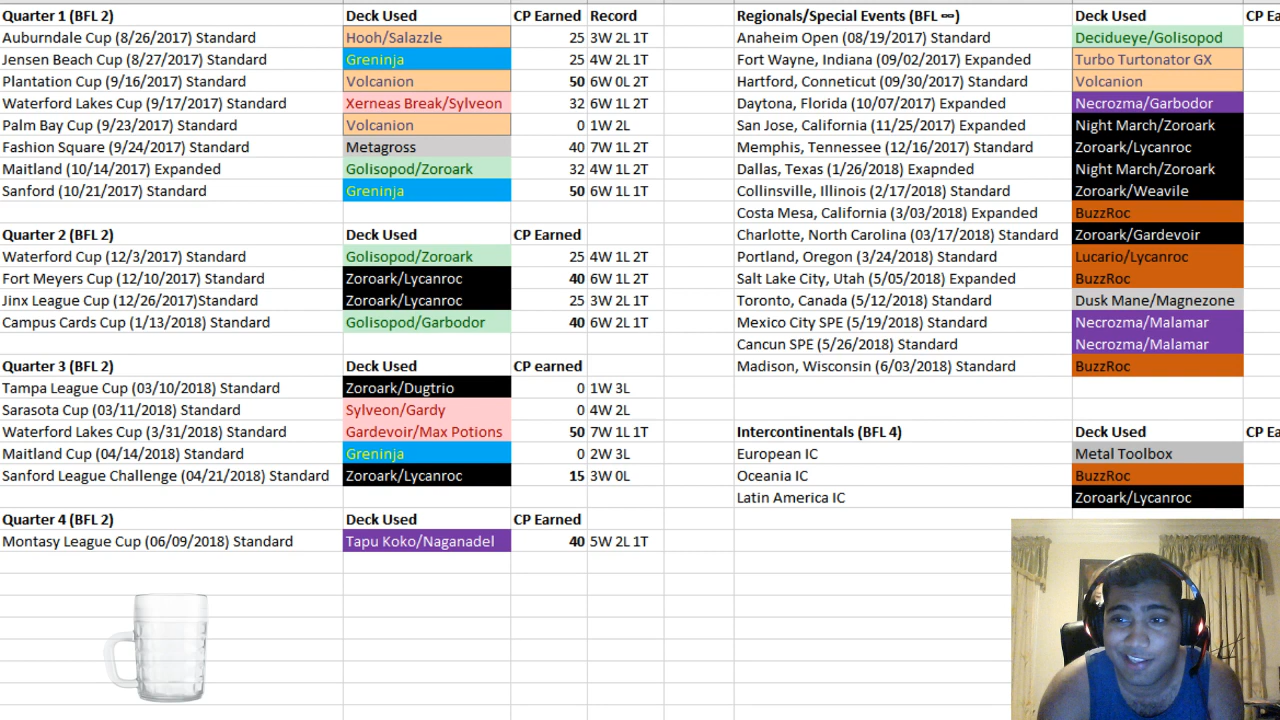 Quarter 1 (BFL 2) Deck Used CP Earned Record
Auburndale Cup (8/26/2017) Standard Hooh/Salazzle 25 3W 2L 1T
Jensen Beach Cup (8/27/2017) Standard Greninja 25 4W 2L 1T
Plantation Cup (9/16/2017) Standard Volcanion 50 6W 0L 2T
Waterford Lakes Cup (9/17/2017) Standard Xerneas Break/Sylveon 32 6W 1L 2T
Palm Bay Cup (9/23/2017) Standard Volcanion 0 1W 2L
Fashion Square (9/24/2017) Standard Metagross 40 7W 1L 2T
Maitland (10/14/2017) Expanded Golisopod/Zoroark 32 4W 1L 2T
Sanford (10/21/2017) Standard Greninja 50 6W 1L 1T
Quarter 2 (BFL 2) Deck Used CP Earned
Waterford Cup (12/3/2017) Standard Golisopod/Zoroark 25 4W 1L 2T
Fort Meyers Cup (12/10/2017) Standard Zoroark/Lycanroc 40 6W 1L 2T
Jinx League Cup (12/26/2017)Standard Zoroark/Lycanroc 25 3W 2L 1T
Campus Cards Cup (1/13/2018) Standard Golisopod/Garbodor 40 6W 2L 1T
Quarter 3 (BFL 2) Deck Used CP earned
Tampa League Cup (03/10/2018) Standard Zoroark/Dugtrio 0 1W 3L
Sarasota Cup (03/11/2018) Standard Sylveon/Gardy 0 4W 2L
Waterford Lakes Cup (3/31/2018) Standard Gardevoir/Max Potions 50 7W 1L 1T
Maitland Cup (04/14/2018) Standard Greninja 0 2W 3L
Sanford League Challenge (04/21/2018) Standard Zoroark/Lycanroc 15 3W 0L
Quarter 4 (BFL 2) Deck Used CP Earned
Montasy League Cup (06/09/2018) Standard Tapu Koko/Naganadel 40 5W 2L 1T
Regionals/Special Events (BFL ∞) Deck Used CP Ea
Anaheim Open (08/19/2017) Standard Decidueye/Golisopod
Fort Wayne, Indiana (09/02/2017) Expanded Turbo Turtonator GX
Hartford, Conneticut (09/30/2017) Standard Volcanion
Daytona, Florida (10/07/2017) Expanded Necrozma/Garbodor
San Jose, California (11/25/2017) Expanded Night March/Zoroark
Memphis, Tennessee (12/16/2017) Standard Zoroark/Lycanroc
Dallas, Texas (1/26/2018) Exapnded Night March/Zoroark
Collinsville, Illinois (2/17/2018) Standard Zoroark/Weavile
Costa Mesa, California (3/03/2018) Expanded BuzzRoc
Charlotte, North Carolina (03/17/2018) Standard Zoroark/Gardevoir
Portland, Oregon (3/24/2018) Standard Lucario/Lycanroc
Salt Lake City, Utah (5/05/2018) Expanded BuzzRoc
Toronto, Canada (5/12/2018) Standard Dusk Mane/Magnezone
Mexico City SPE (5/19/2018) Standard Necrozma/Malamar
Cancun SPE (5/26/2018) Standard Necrozma/Malamar
Madison, Wisconsin (6/03/2018) Standard BuzzRoc
Intercontinentals (BFL 4) Deck Used CP Ea
European IC Metal Toolbox
Oceania IC BuzzRoc
Latin America IC Zoroark/Lycanroc